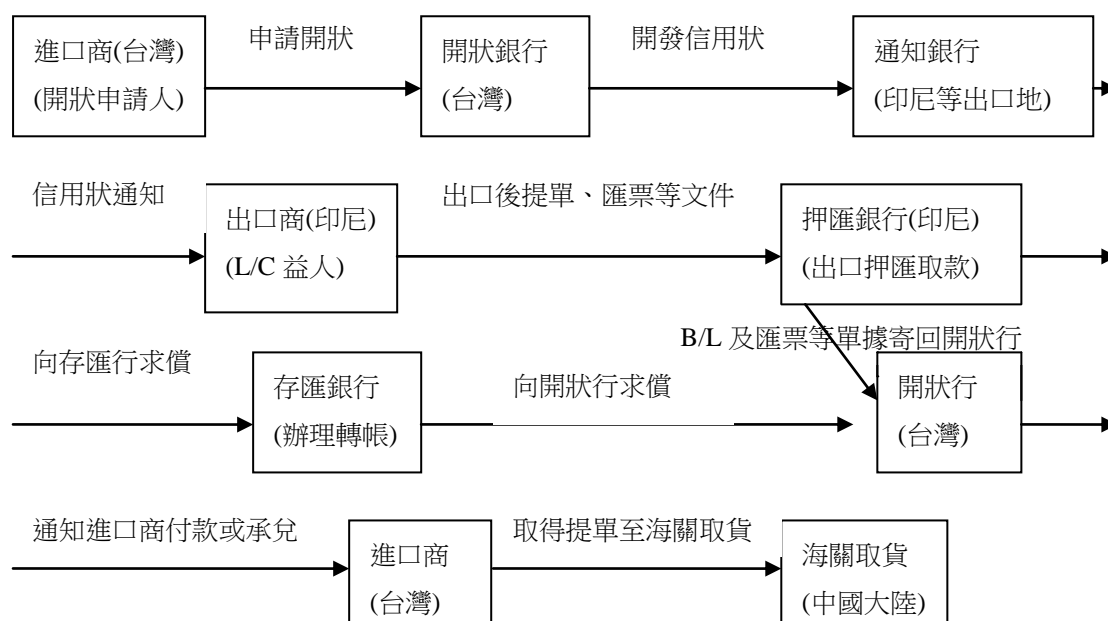 進口商(台灣)
(開狀申請人)
申請開狀
開狀銀行
(台灣)
開發信用狀
通知銀行
(印尼等出口地)
信用狀通知
出口商(印尼)
(L/C 益人)
出口後提單、匯票等文件
押匯銀行(印尼)
(出口押匯取款)
B/L 及匯票等單據寄回開狀行
向存匯行求償
存匯銀行
(辦理轉帳)
向開狀行求償
開狀行
(台灣)
通知進口商付款或承兌
進口商
(台灣)
取得提單至海關取貨
海關取貨
(中國大陸)